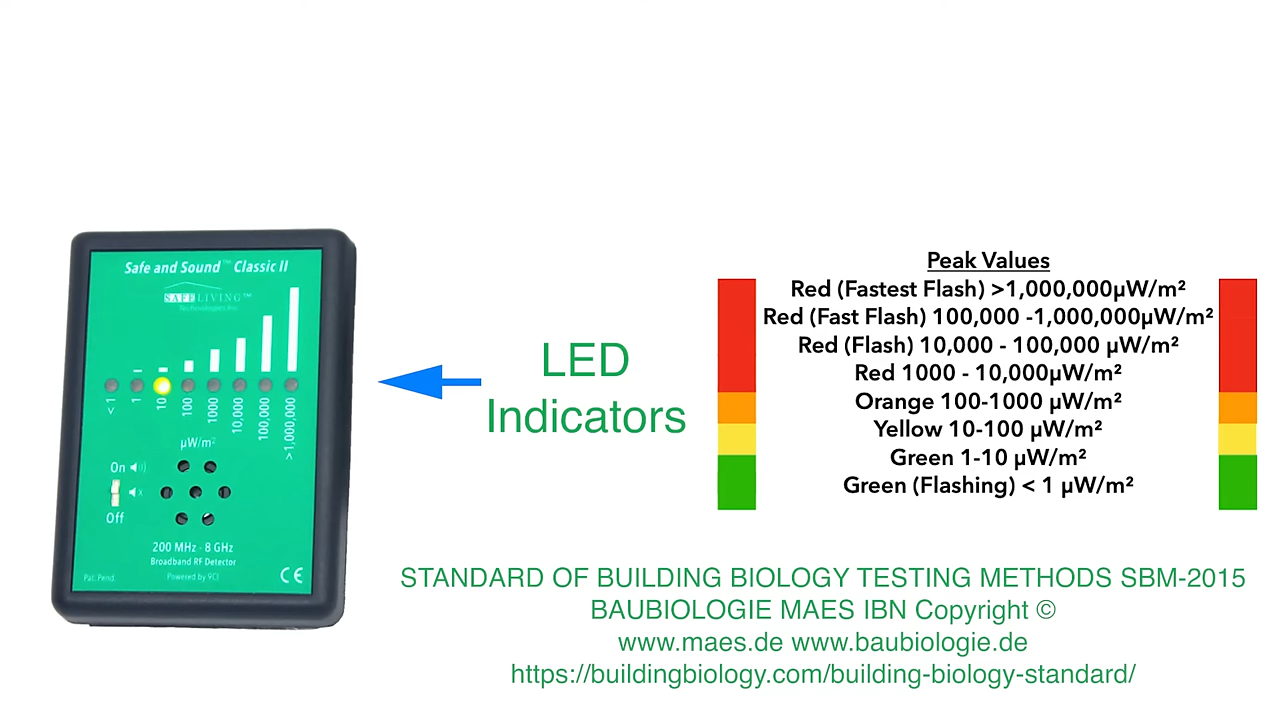 Safe and Sound™ Classic II
SAFELIVING™
Technologies Inc.
<1
1
10
100
1000
10,000
100,000
>1,000,000
µW/m²
On
Off
200 MHz - 8 GHz
Broadband RF Detector
Pat. Pend.
Powered by 9CI
CE
LED
Indicators
Peak Values
Red (Fastest Flash) >1,000,000µW/m²
Red (Fast Flash) 100,000 -1,000,000µW/m²
Red (Flash) 10,000 - 100,000 µW/m²
Red 1000 - 10,000µW/m²
Orange 100-1000 µW/m²
Yellow 10-100 µW/m²
Green 1-10 µW/m²
Green (Flashing) < 1 µW/m²
STANDARD OF BUILDING BIOLOGY TESTING METHODS SBM-2015
BAUBIOLOGIE MAES IBN Copyright ©
www.maes.de www.baubiologie.de
https://buildingbiology.com/building-biology-standard/